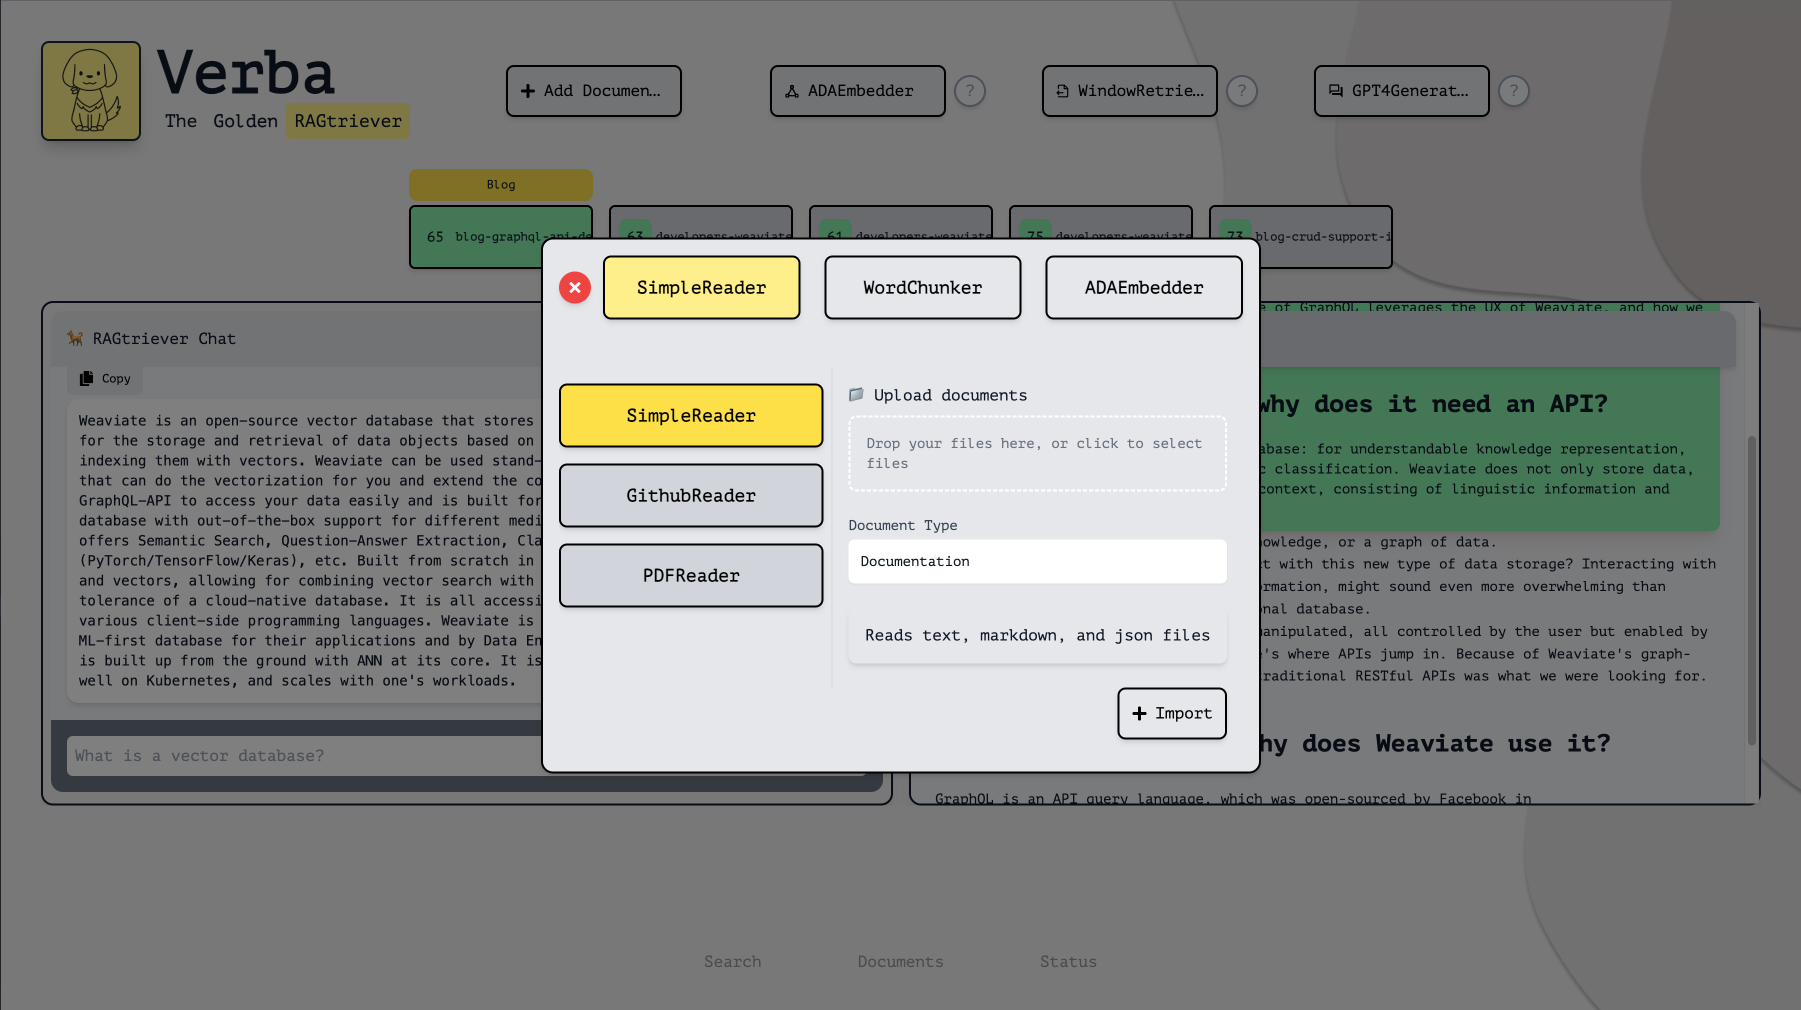 Verba
The Golden RAGtriever
Add Documen...
ADAEmbedder
?
WindowRetrie...
?
GPT4Generat...
?
Blog
65 blog-graphql-api-de
63 developers-weaviate
61 developers-weaviate
75 developers-weaviate
73 blog-crud-support-i
SimpleReader
WordChunker
ADAEmbedder
SimpleReader
GithubReader
PDFReader
Upload documents
Drop your files here, or click to select
files
Document Type
Documentation
Reads text, markdown, and json files
Import
RAGtriever Chat
Copy
Weaviate is an open-source vector database that stores
for the storage and retrieval of data objects based on
indexing them with vectors. Weaviate can be used stand-
that can do the vectorization for you and extend the co
GraphQL-API to access your data easily and is built for
database with out-of-the-box support for different medi
offers Semantic Search, Question-Answer Extraction, Cla
(PyTorch/TensorFlow/Keras), etc. Built from scratch in
and vectors, allowing for combining vector search with
tolerance of a cloud-native database. It is all accessi
various client-side programming languages. Weaviate is
ML-first database for their applications and by Data En
is built up from the ground with ANN at its core. It is
well on Kubernetes, and scales with one's workloads.
What is a vector database?
e of GraphQL leverages the UX of Weaviate, and how we
why does it need an API?
abase: for understandable knowledge representation,
c classification. Weaviate does not only store data,
context, consisting of linguistic information and
owledge, or a graph of data.
ct with this new type of data storage? Interacting with
ormation, might sound even more overwhelming than
onal database.
manipulated, all controlled by the user but enabled by
e's where APIs jump in. Because of Weaviate's graph-
traditional RESTful APIs was what we were looking for.
hy does Weaviate use it?
GraphQL is an API query language, which was open-sourced by Facebook in
Search
Documents
Status